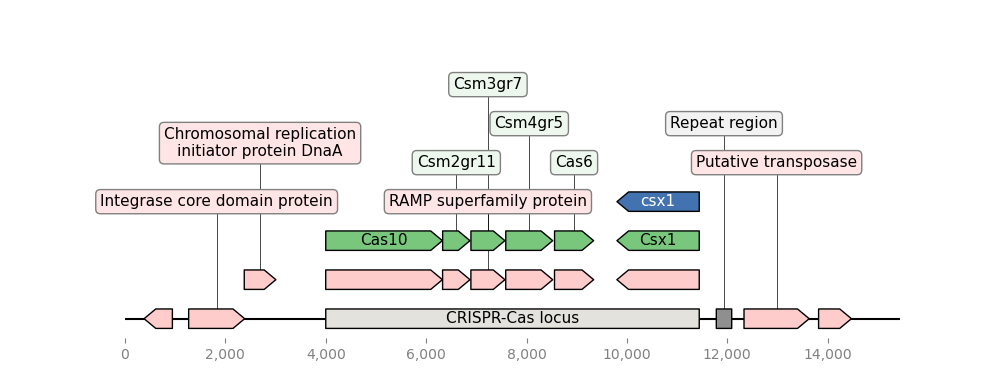 Csm3gr7
Csm4gr5
Repeat region
Chromosomal replication
initiator protein DnaA
Csm2gr11
Cas6
Putative transposase
Integrase core domain protein
RAMP superfamily protein
csx1
Cas10
Csx1
CRISPR-Cas locus
0 2,000 4,000 6,000 8,000 10,000 12,000 14,000